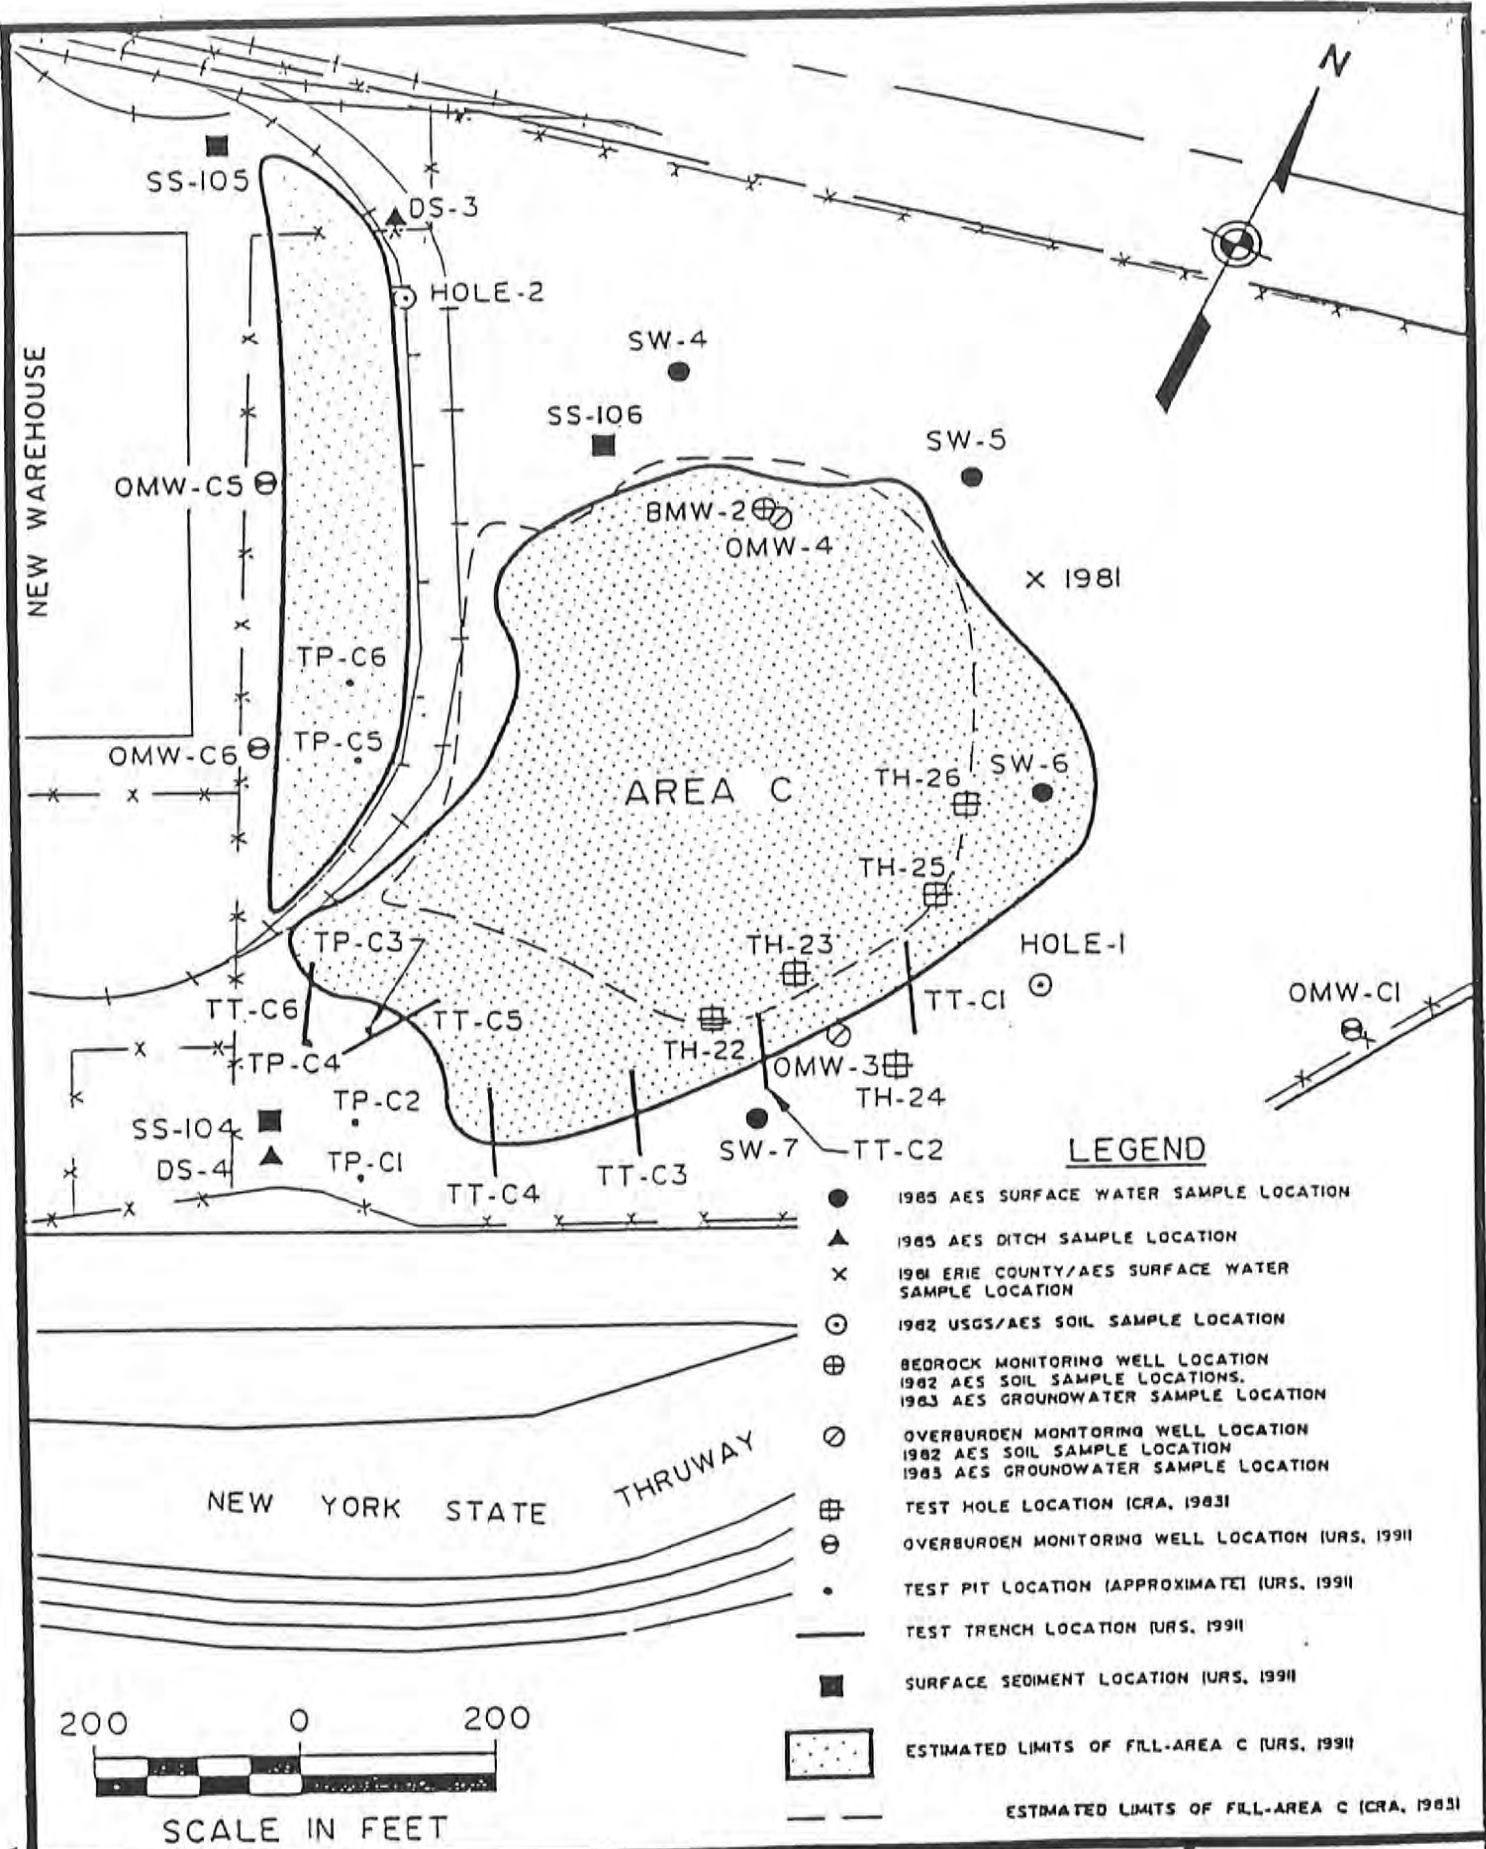 N
SS-105
DS-3
HOLE-2
SW-4
NEW WAREHOUSE
SS-106
SW-5
OMW-C5
BMW-2
OMW-4
1981
TP-C6
TP-C5
OMW-C6
AREA C
TH-26
SW-6
TH-25
TP-C3
TH-23
HOLE-1
OMW-C1
TT-C6
TT-C5
TT-C1
TH-22
TP-C4
OMW-3
TP-C2
TH-24
SS-104
SW-7
TT-C2
DS-4
TP-C1
TT-C3
TT-C4
LEGEND
1985 AES SURFACE WATER SAMPLE LOCATION
1985 AES DITCH SAMPLE LOCATION
1981 ERIE COUNTY/AES SURFACE WATER
SAMPLE LOCATION
1982 USGS/AES SOIL SAMPLE LOCATION
BEDROCK MONITORING WELL LOCATION
1982 AES SOIL SAMPLE LOCATIONS.
1983 AES GROUNDWATER SAMPLE LOCATION
OVERBURDEN MONITORING WELL LOCATION
1982 AES SOIL SAMPLE LOCATION
1983 AES GROUNDWATER SAMPLE LOCATION
TEST HOLE LOCATION (CRA, 1983)
OVERBURDEN MONITORING WELL LOCATION (URS, 1991)
TEST PIT LOCATION (APPROXIMATE) (URS, 1991)
TEST TRENCH LOCATION (URS, 1991)
SURFACE SEDIMENT LOCATION (URS, 1991)
ESTIMATED LIMITS OF FILL-AREA C (URS, 1991)
ESTIMATED LIMITS OF FILL-AREA C (CRA, 1983)
NEW YORK STATE THRUWAY
200 0 200
SCALE IN FEET